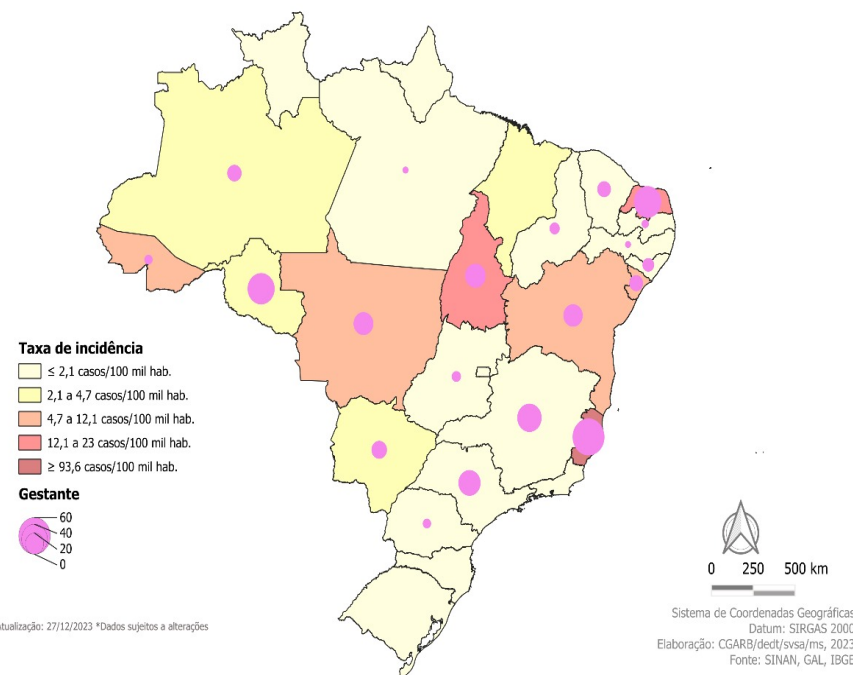 Taxa de incidência
≤ 2,1 casos/100 mil hab.
2,1 a 4,7 casos/100 mil hab.
4,7 a 12,1 casos/100 mil hab.
12,1 a 23 casos/100 mil hab.
≥ 93,6 casos/100 mil hab.
Gestante
60
40
20
0
0 250 500 km
tualização: 27/12/2023 *Dados sujeitos a alterações
Sistema de Coordenadas Geográficas
Datum: SIRGAS 2000
Elaboração: CGARB/dedt/svsa/ms, 2023
Fonte: SINAN, GAL, IBGE